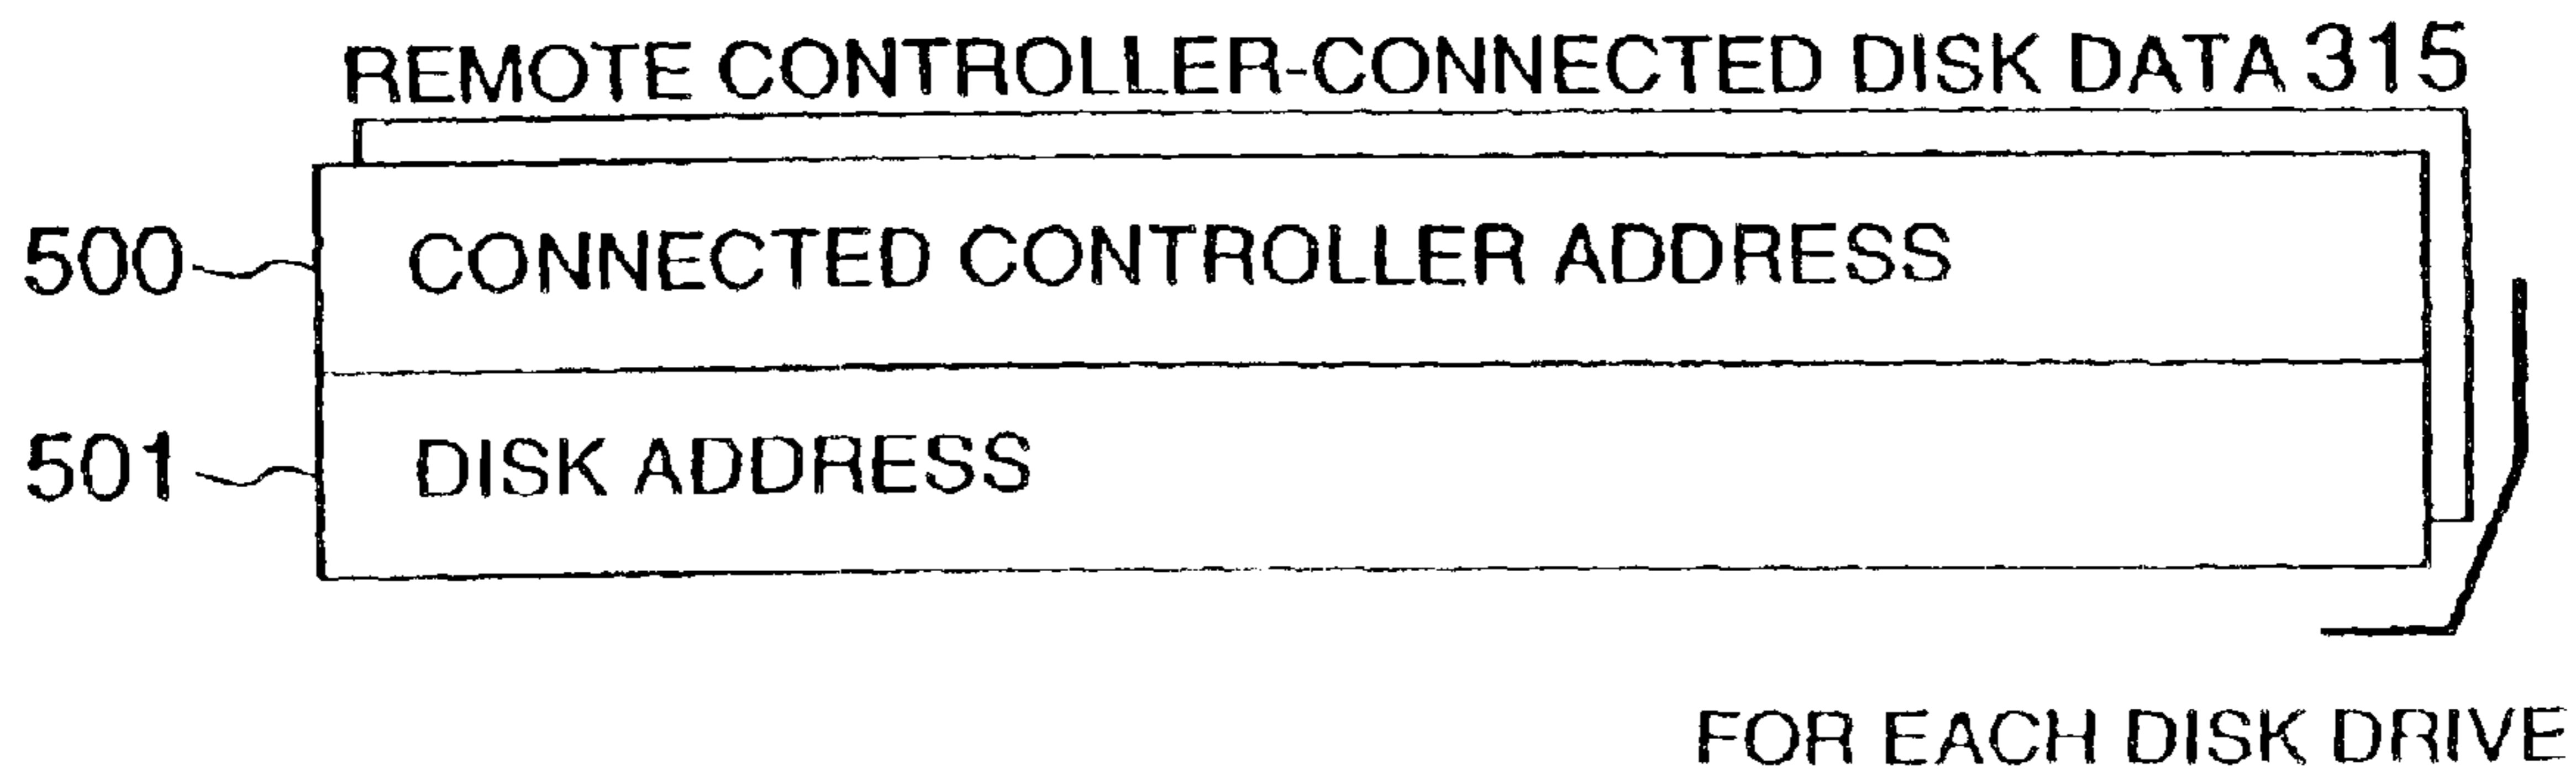 REMOTE CONTROLLER-CONNECTED DISK DATA 315
500 CONNECTED CONTROLLER ADDRESS
501 DISK ADDRESS
FOR EACH DISK DRIVE